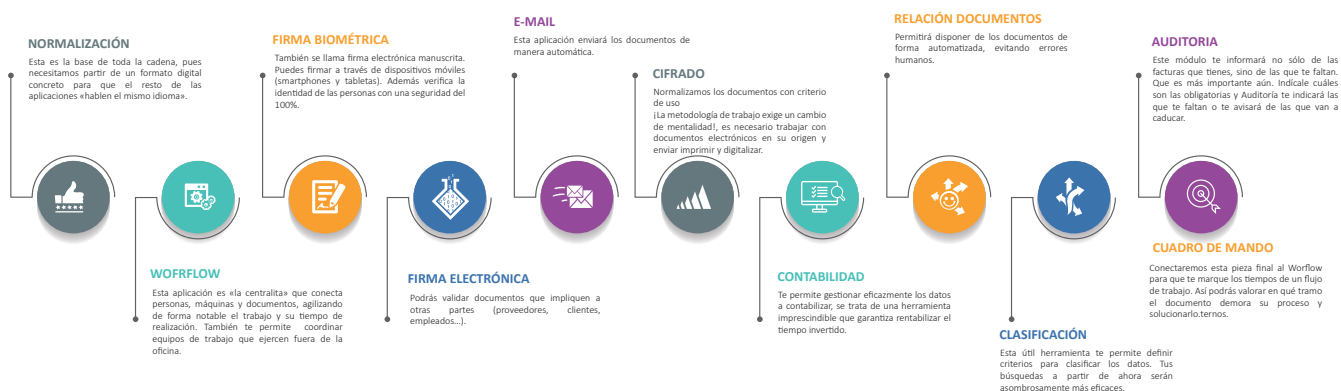 NORMALIZACIÓN
Esta es la base de toda la cadena, pues
necesitamos partir de un formato digital
concreto para que el resto de las
aplicaciones «hablen el mismo idioma».
WOFRFLOW
Esta aplicación es «la centralita” que conecta
personas, máquinas y documentos, agilizando
de forma notable el trabajo y su tiempo de
realización. También te permite coordinar
equipos de trabajo que ejercen fuera de la
oficina.
FIRMA BIOMÉTRICA
También se llama firma electrónica manuscrita.
Puedes firmar a través de dispositivos móviles
(smartphones y tabletas). Además verifica la
identidad de las personas con una seguridad del
100%.
FIRMA ELECTRÓNICA
Podrás validar documentos que impliquen a
otras partes (proveedores, clientes,
empleados...).
E-MAIL
Esta aplicación enviará los documentos de
manera automática.
CIFRADO
Normalizamos los documentos con criterio
de uso
¡La metodología de trabajo exige un cambio
de mentalidad!, es necesario trabajar con
documentos electrónicos en su origen y
enviar imprimir y digitalizar.
CONTABILIDAD
Te permite gestionar eficazmente los datos
a contabilizar, se trata de una herramienta
imprescindible que garantiza rentabilizar el
tiempo invertido.
RELACIÓN DOCUMENTOS
Permitirá disponer de los documentos de
forma automatizada, evitando errores
humanos.
CLASIFICACIÓN
Esta útil herramienta te permite definir
criterios para clasificar los datos. Tus
búsquedas a partir de ahora serán
asombrosamente más eficaces.
AUDITORIA
Este módulo te informará no sólo de las
facturas que tienes, sino de las que te faltan.
Que es más importante aún. Indícale cuáles
son las obligatorias y Auditoría te indicará las
que te faltan o te avisará de las que van a
caducar.
CUADRO DE MANDO
Conectaremos esta pieza final al Worflow
para que te marque los tiempos de un flujo
de trabajo. Así podrás valorar en qué tramo
el documento demora su proceso y
solucionarlo.ternos.